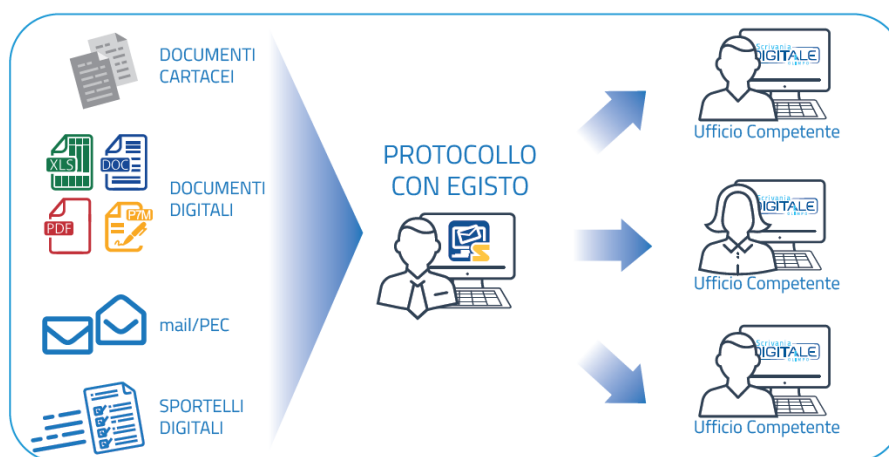 DOCUMENTI
CARTACEI
XLS
DOC
PDF
P7M
DOCUMENTI
DIGITALI
mail/PEC
SPORTELLI
DIGITALI
PROTOCOLLO
CON EGISTO
Scrivania
DIGITALE
Ufficio Competente
Scrivania
DIGITALE
Ufficio Competente
Scrivania
DIGITALE
Ufficio Competente